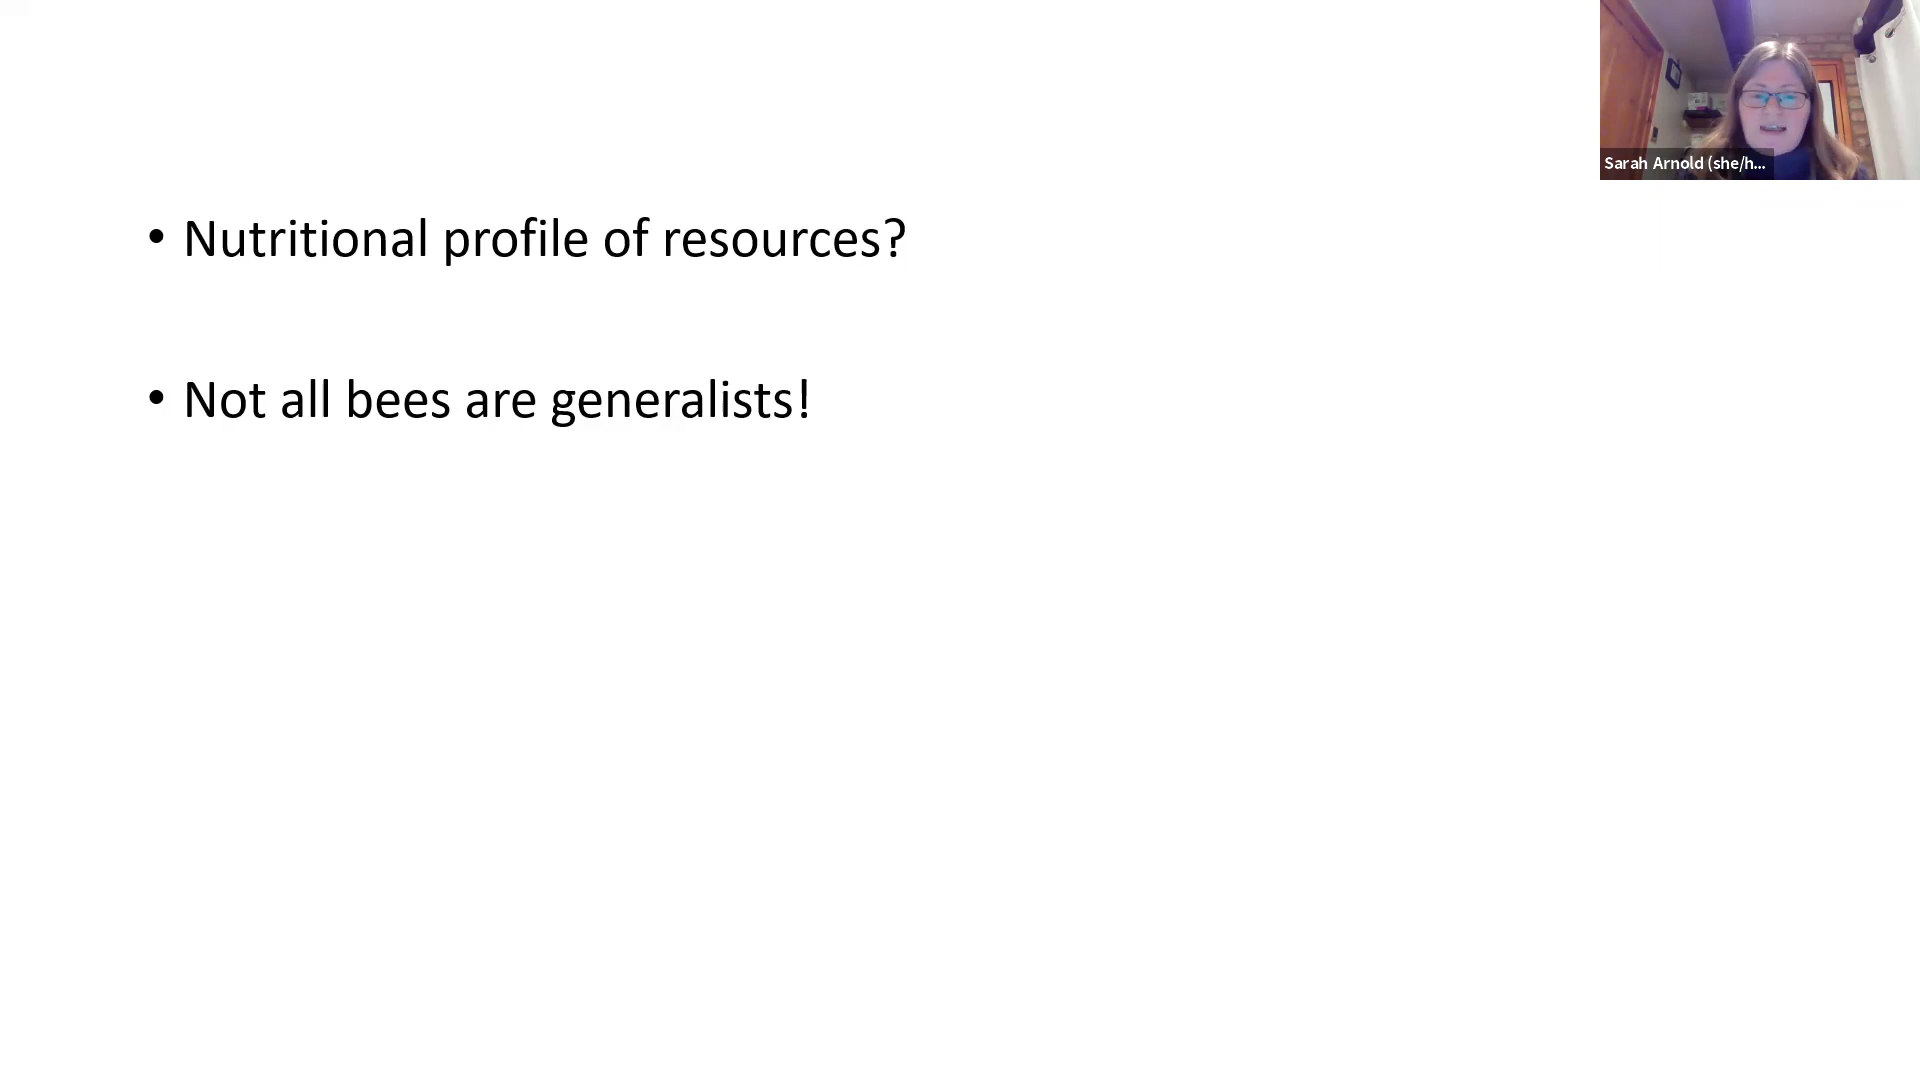 Sarah Arnold (she/h...
• Nutritional profile of resources?
• Not all bees are generalists!